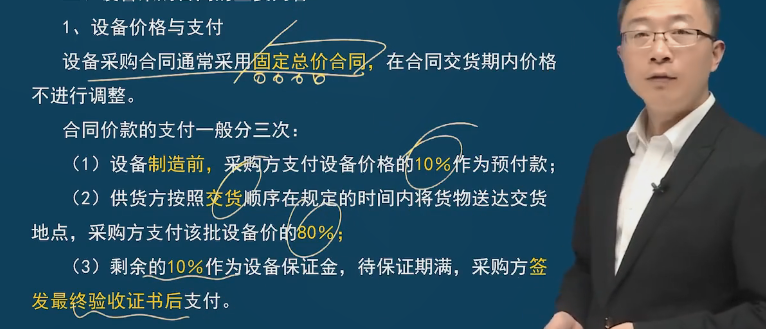 1、设备价格与支付
设备采购合同通常采用固定总价合同，在合同交货期内价格
不进行调整。
合同价款的支付一般分三次：
（1）设备制造前，采购方支付设备价格的10%作为预付款；
（2）供货方按照交货顺序在规定的时间内将货物送达交货
地点，采购方支付该批设备价的80%；
（3）剩余的10%作为设备保证金，待保证期满，采购方签
发最终验收证书后支付。